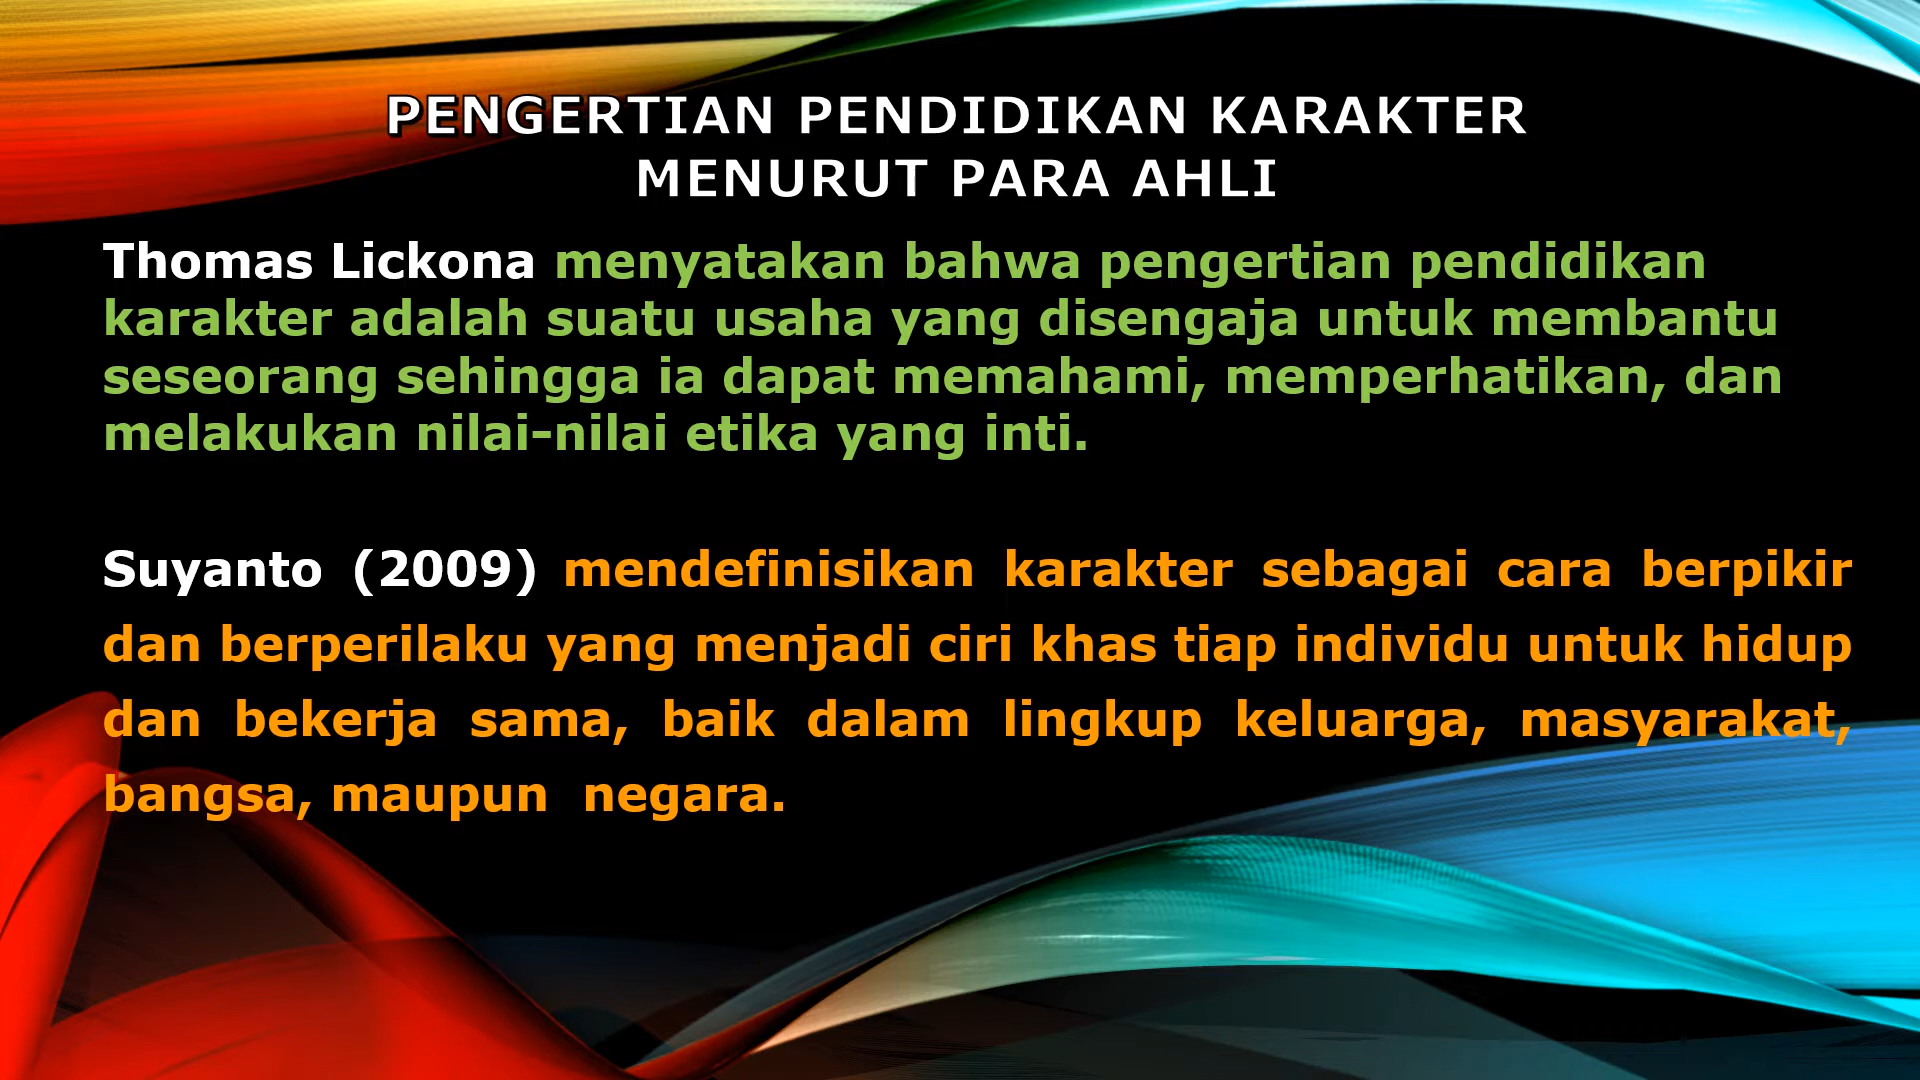 PENGERTIAN PENDIDIKAN KARAKTER
MENURUT PARA AHLI
Thomas Lickona menyatakan bahwa pengertian pendidikan
karakter adalah suatu usaha yang disengaja untuk membantu
seseorang sehingga ia dapat memahami, memperhatikan, dan
melakukan nilai-nilai etika yang inti.
Suyanto (2009) mendefinisikan karakter sebagai cara berpikir
dan berperilaku yang menjadi ciri khas tiap individu untuk hidup
dan bekerja sama, baik dalam lingkup keluarga, masyarakat,
bangsa, maupun negara.